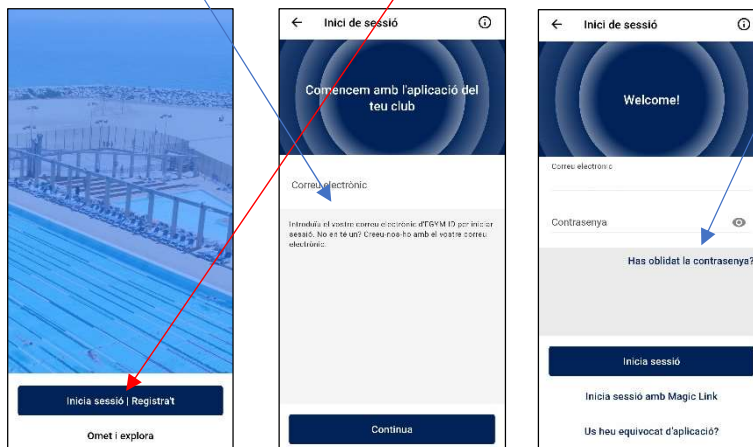 Inicia sessió | Registra't
Omet i explora
Inici de sessió
Comencem amb l'aplicació del
teu club
Correu electrònic
Introduïu el vostre correu electrònic d'EGYM ID per iniciar
sessió. No en té un? Creeu-nos-ho amb el vostre correu
electrònic.
Continua
Inici de sessió
Welcome!
Correu electrònic
Contrasenya
Has oblidat la contrasenya?
Inicia sessió
Inicia sessió amb Magic Link
Us heu equivocat d'aplicació?